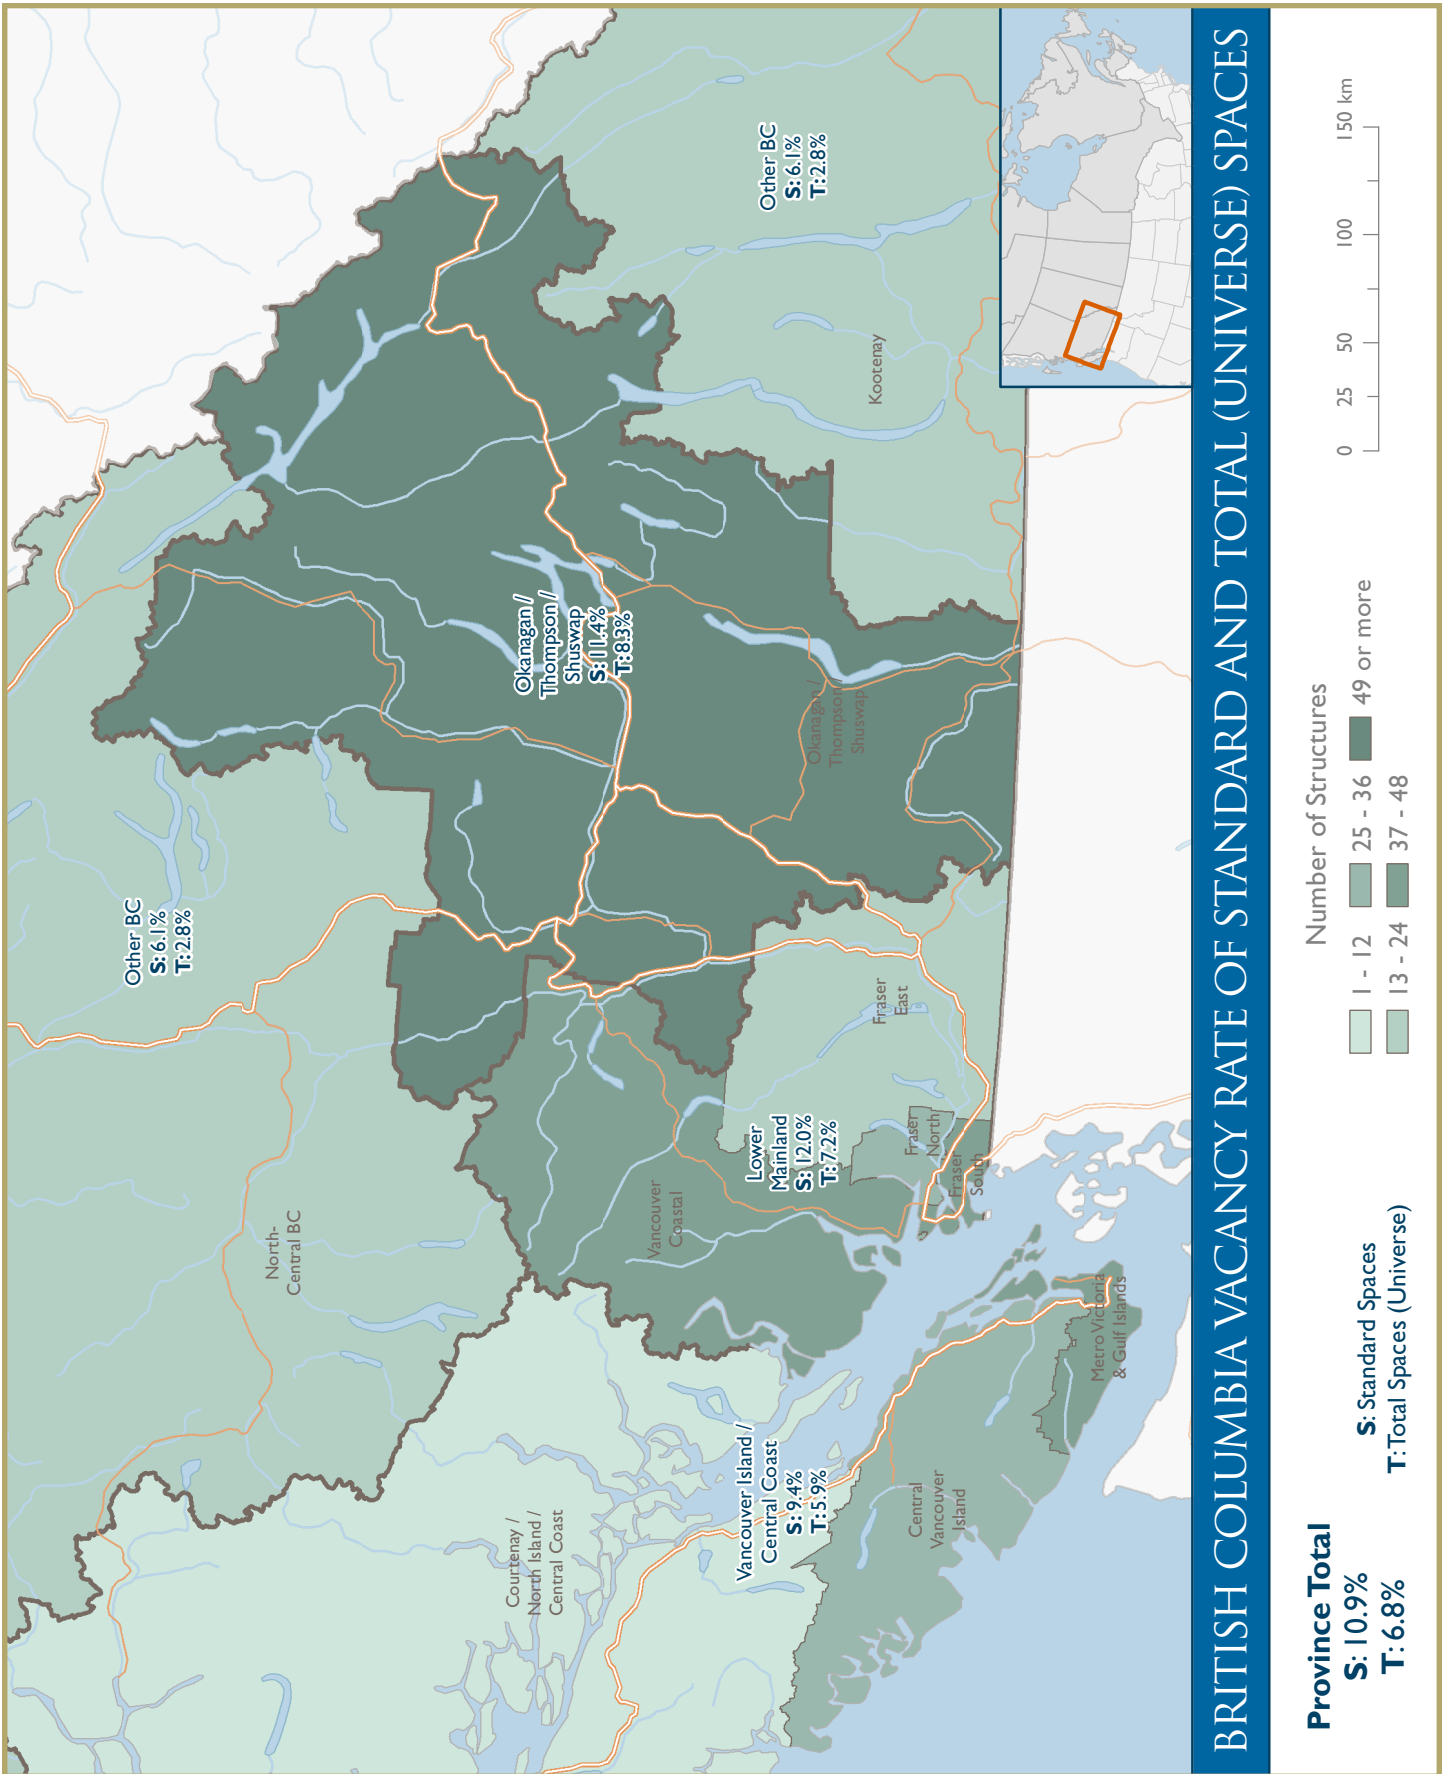 Other BC
S: 6.1%
T: 2.8%
Other BC
S: 6.1%
T: 2.8%
Okanagan /
Thompson /
Shuswap
S: 11.4%
T: 8.3%
North-
Central BC
Kootenay
Okanagan /
Thompson /
Shuswap
Courtenay /
North Island /
Central Coast
Vancouver
Coastal
Lower
Mainland
S: 12.0%
T: 7.2%
Fraser
East
Vancouver Island /
Central Coast
S: 9.4%
T: 5.9%
Fraser
North
Fraser
South
Central
Vancouver
Island
Metro Victoria
& Gulf Islands
BRITISH COLUMBIA VACANCY RATE OF STANDARD AND TOTAL (UNIVERSE) SPACES
Province Total
S: 10.9%
T: 6.8%
S: Standard Spaces
T: Total Spaces (Universe)
Number of Structures
1 - 12
25 - 36
49 or more
13 - 24
37 - 48
0 25 50 100 150 km